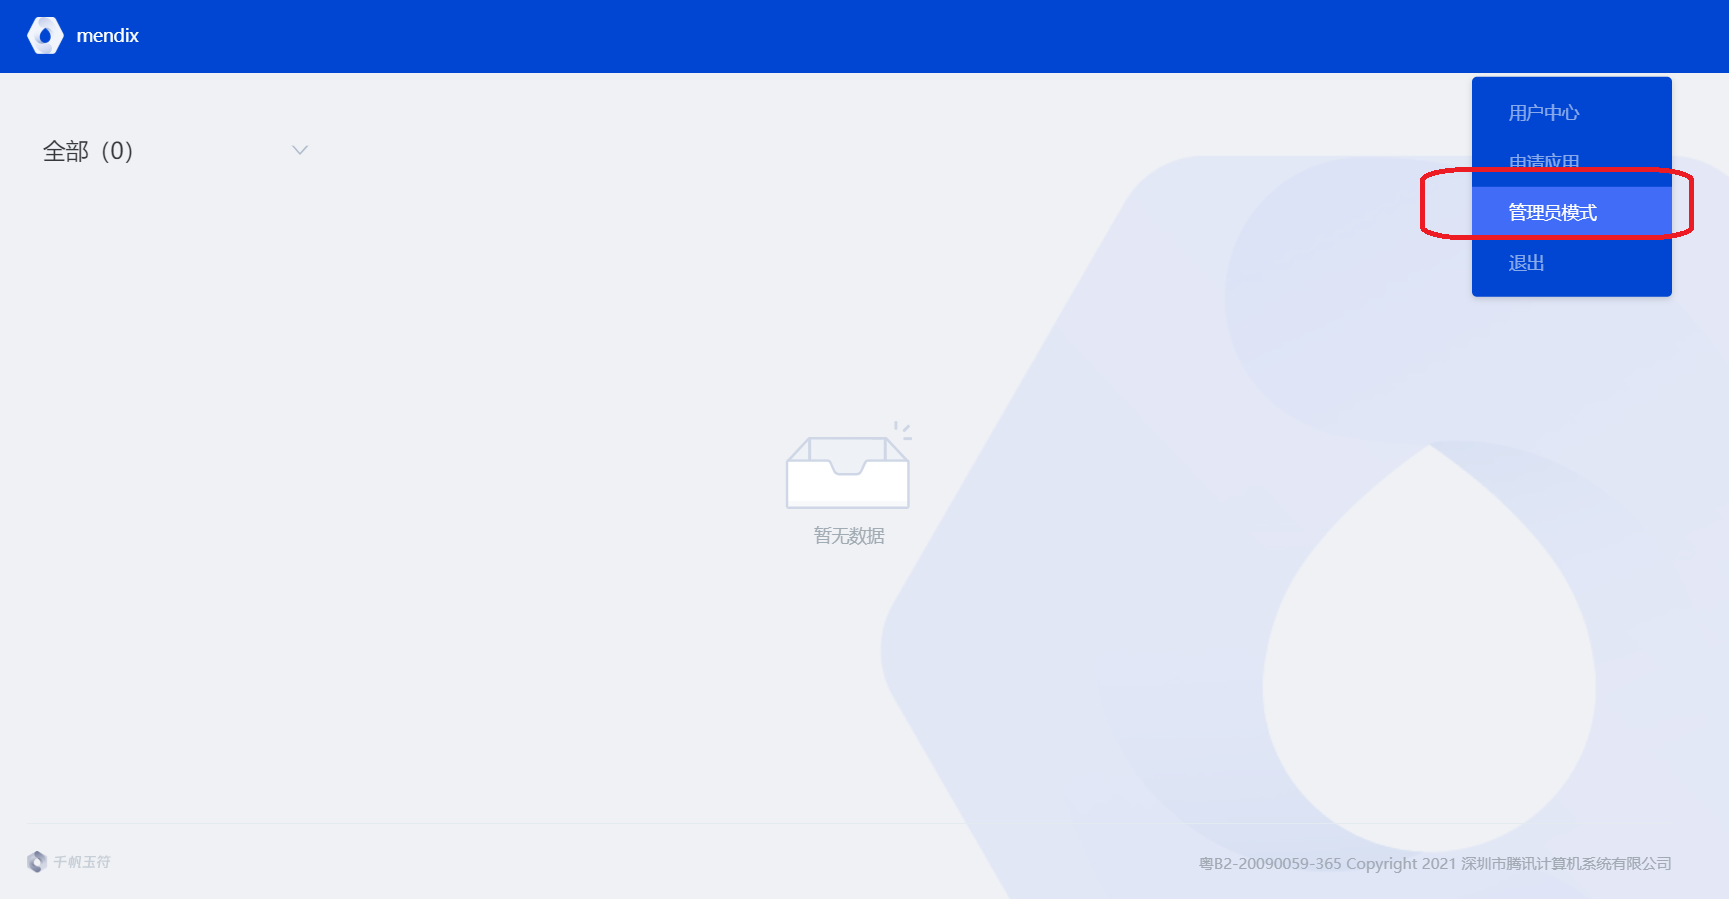 mendix
用户中心
全部（0）
申请应用
管理员模式
退出
暂无数据
千帆玉符
粤B2-20090059-365 Copyright 2021 深圳市腾讯计算机系统有限公司